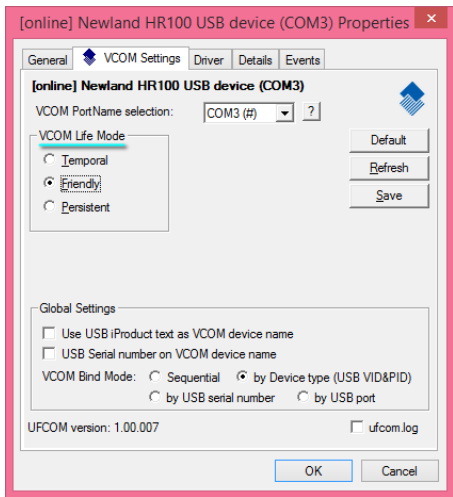 [online] Newland HR100 USB device (COM3) Properties
General VCOM Settings Driver Details Events
[online] Newland HR100 USB device (COM3)
VCOM PortName selection: COM3 (#) ?
VCOM Life Mode
Default
Temporal
Refresh
Friendly
Save
Persistent
Global Settings
Use USB iProduct text as VCOM device name
USB Serial number on VCOM device name
VCOM Bind Mode: Sequential by Device type (USB VID&PID)
by USB serial number by USB port
UFCOM version: 1.00.007 ufcom.log
OK Cancel